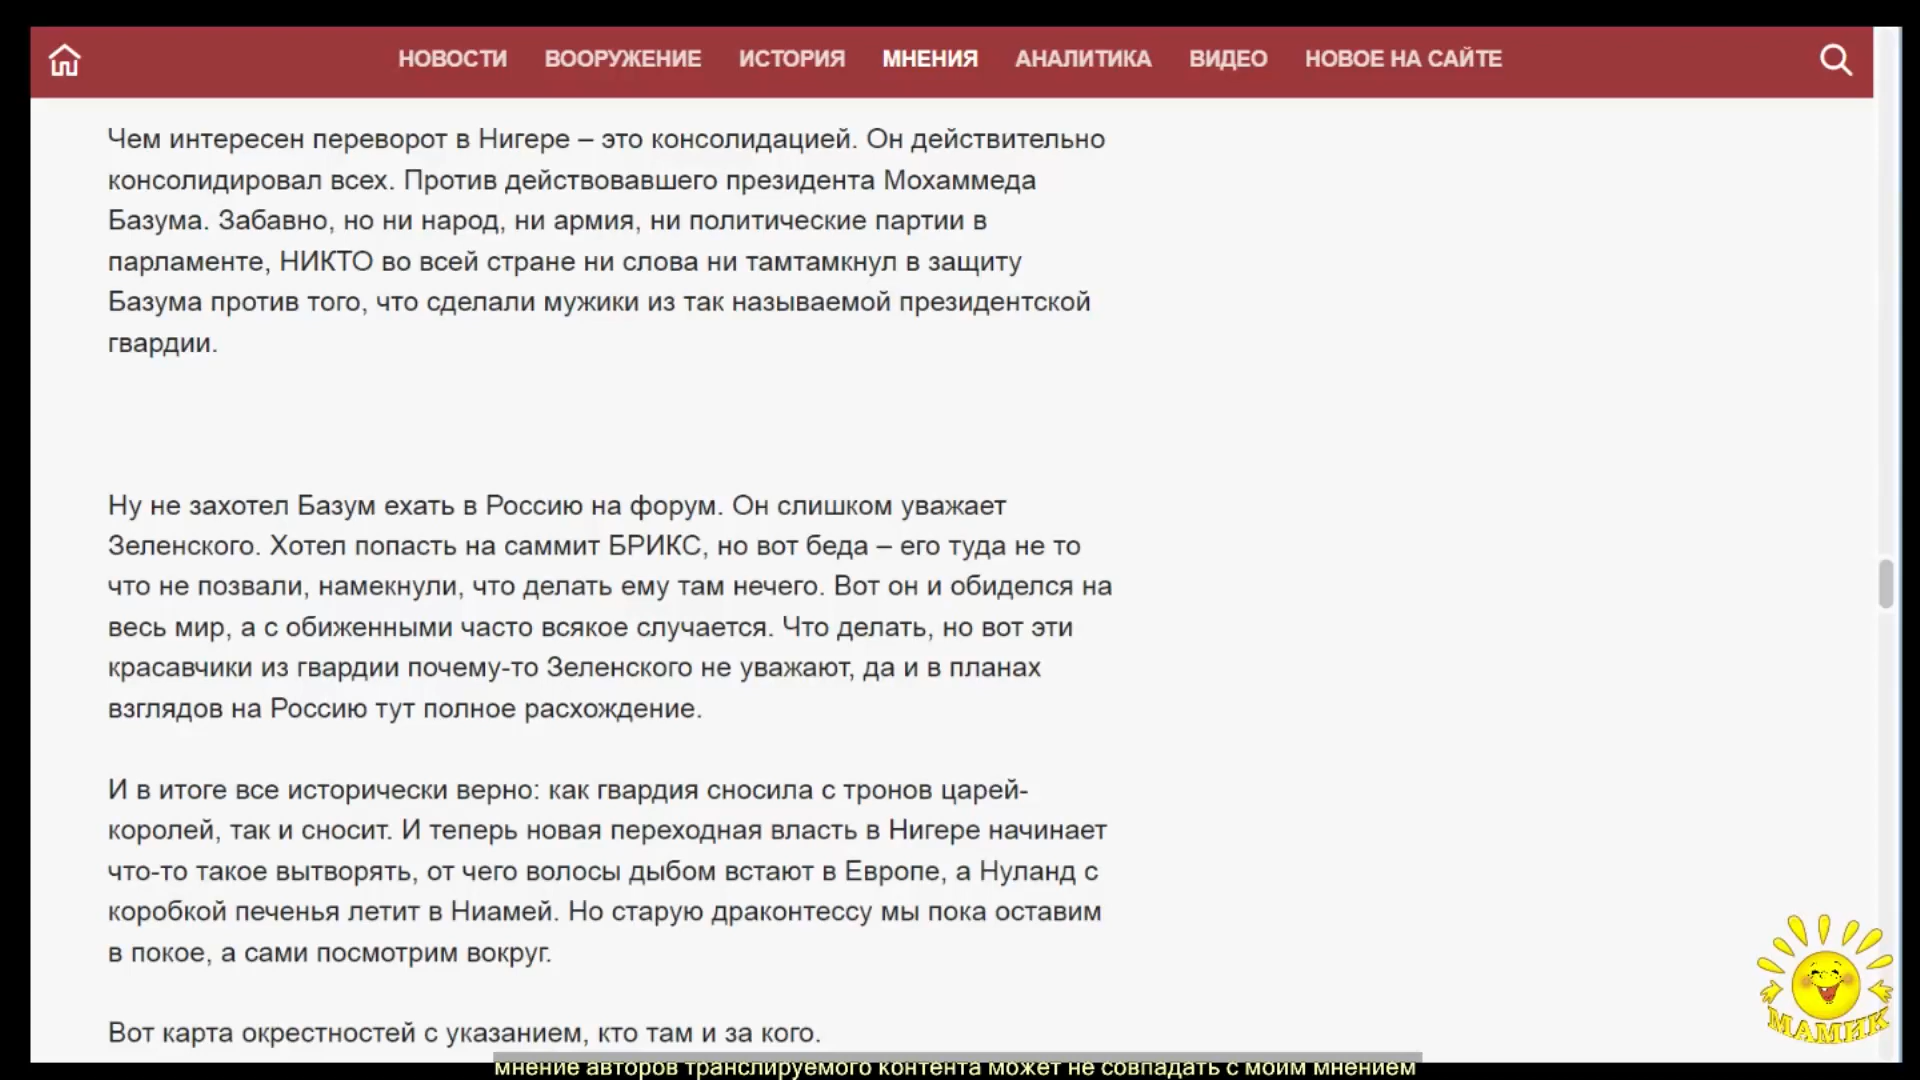 НОВОСТИ ВООРУЖЕНИЕ ИСТОРИЯ МНЕНИЯ АНАЛИТИКА ВИДЕО НОВОЕ НА САЙТЕ
Чем интересен переворот в Нигере – это консолидацией. Он действительно
консолидировал всех. Против действовавшего президента Мохаммеда
Базума. Забавно, но ни народ, ни армия, ни политические партии в
парламенте, НИКТО во всей стране ни слова ни тамтамкнул в защиту
Базума против того, что сделали мужики из так называемой президентской
гвардии.
Ну не захотел Базум ехать в Россию на форум. Он слишком уважает
Зеленского. Хотел попасть на саммит БРИКС, но вот беда – его туда не то
что не позвали, намекнули, что делать ему там нечего. Вот он и обиделся на
весь мир, а с обиженными часто всякое случается. Что делать, но вот эти
красавчики из гвардии почему-то Зеленского не уважают, да и в планах
взглядов на Россию тут полное расхождение.
И в итоге все исторически верно: как гвардия сносила с тронов царей-
королей, так и сносит. И теперь новая переходная власть в Нигере начинает
что-то такое вытворять, от чего волосы дыбом встают в Европе, а Нуланд с
коробкой печенья летит в Ниамей. Но старую драконтессу мы пока оставим
в покое, а сами посмотрим вокруг.
Вот карта окрестностей с указанием, кто там и за кого.
МАМИК
мнение авторов транслируемого контента может не совпадать с моим мнением